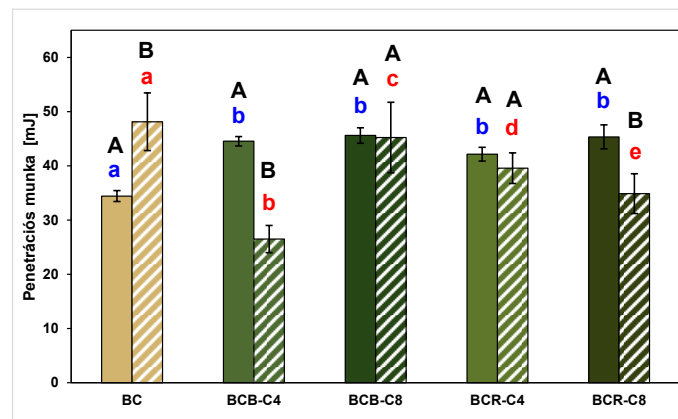 Penetrációs munka [mJ]
60
50
40
30
20
10
0
A
a
B
a
A
b
B
b
A
b
A
c
A
b
A
d
A
b
B
e
BC BCB-C4 BCB-C8 BCR-C4 BCR-C8